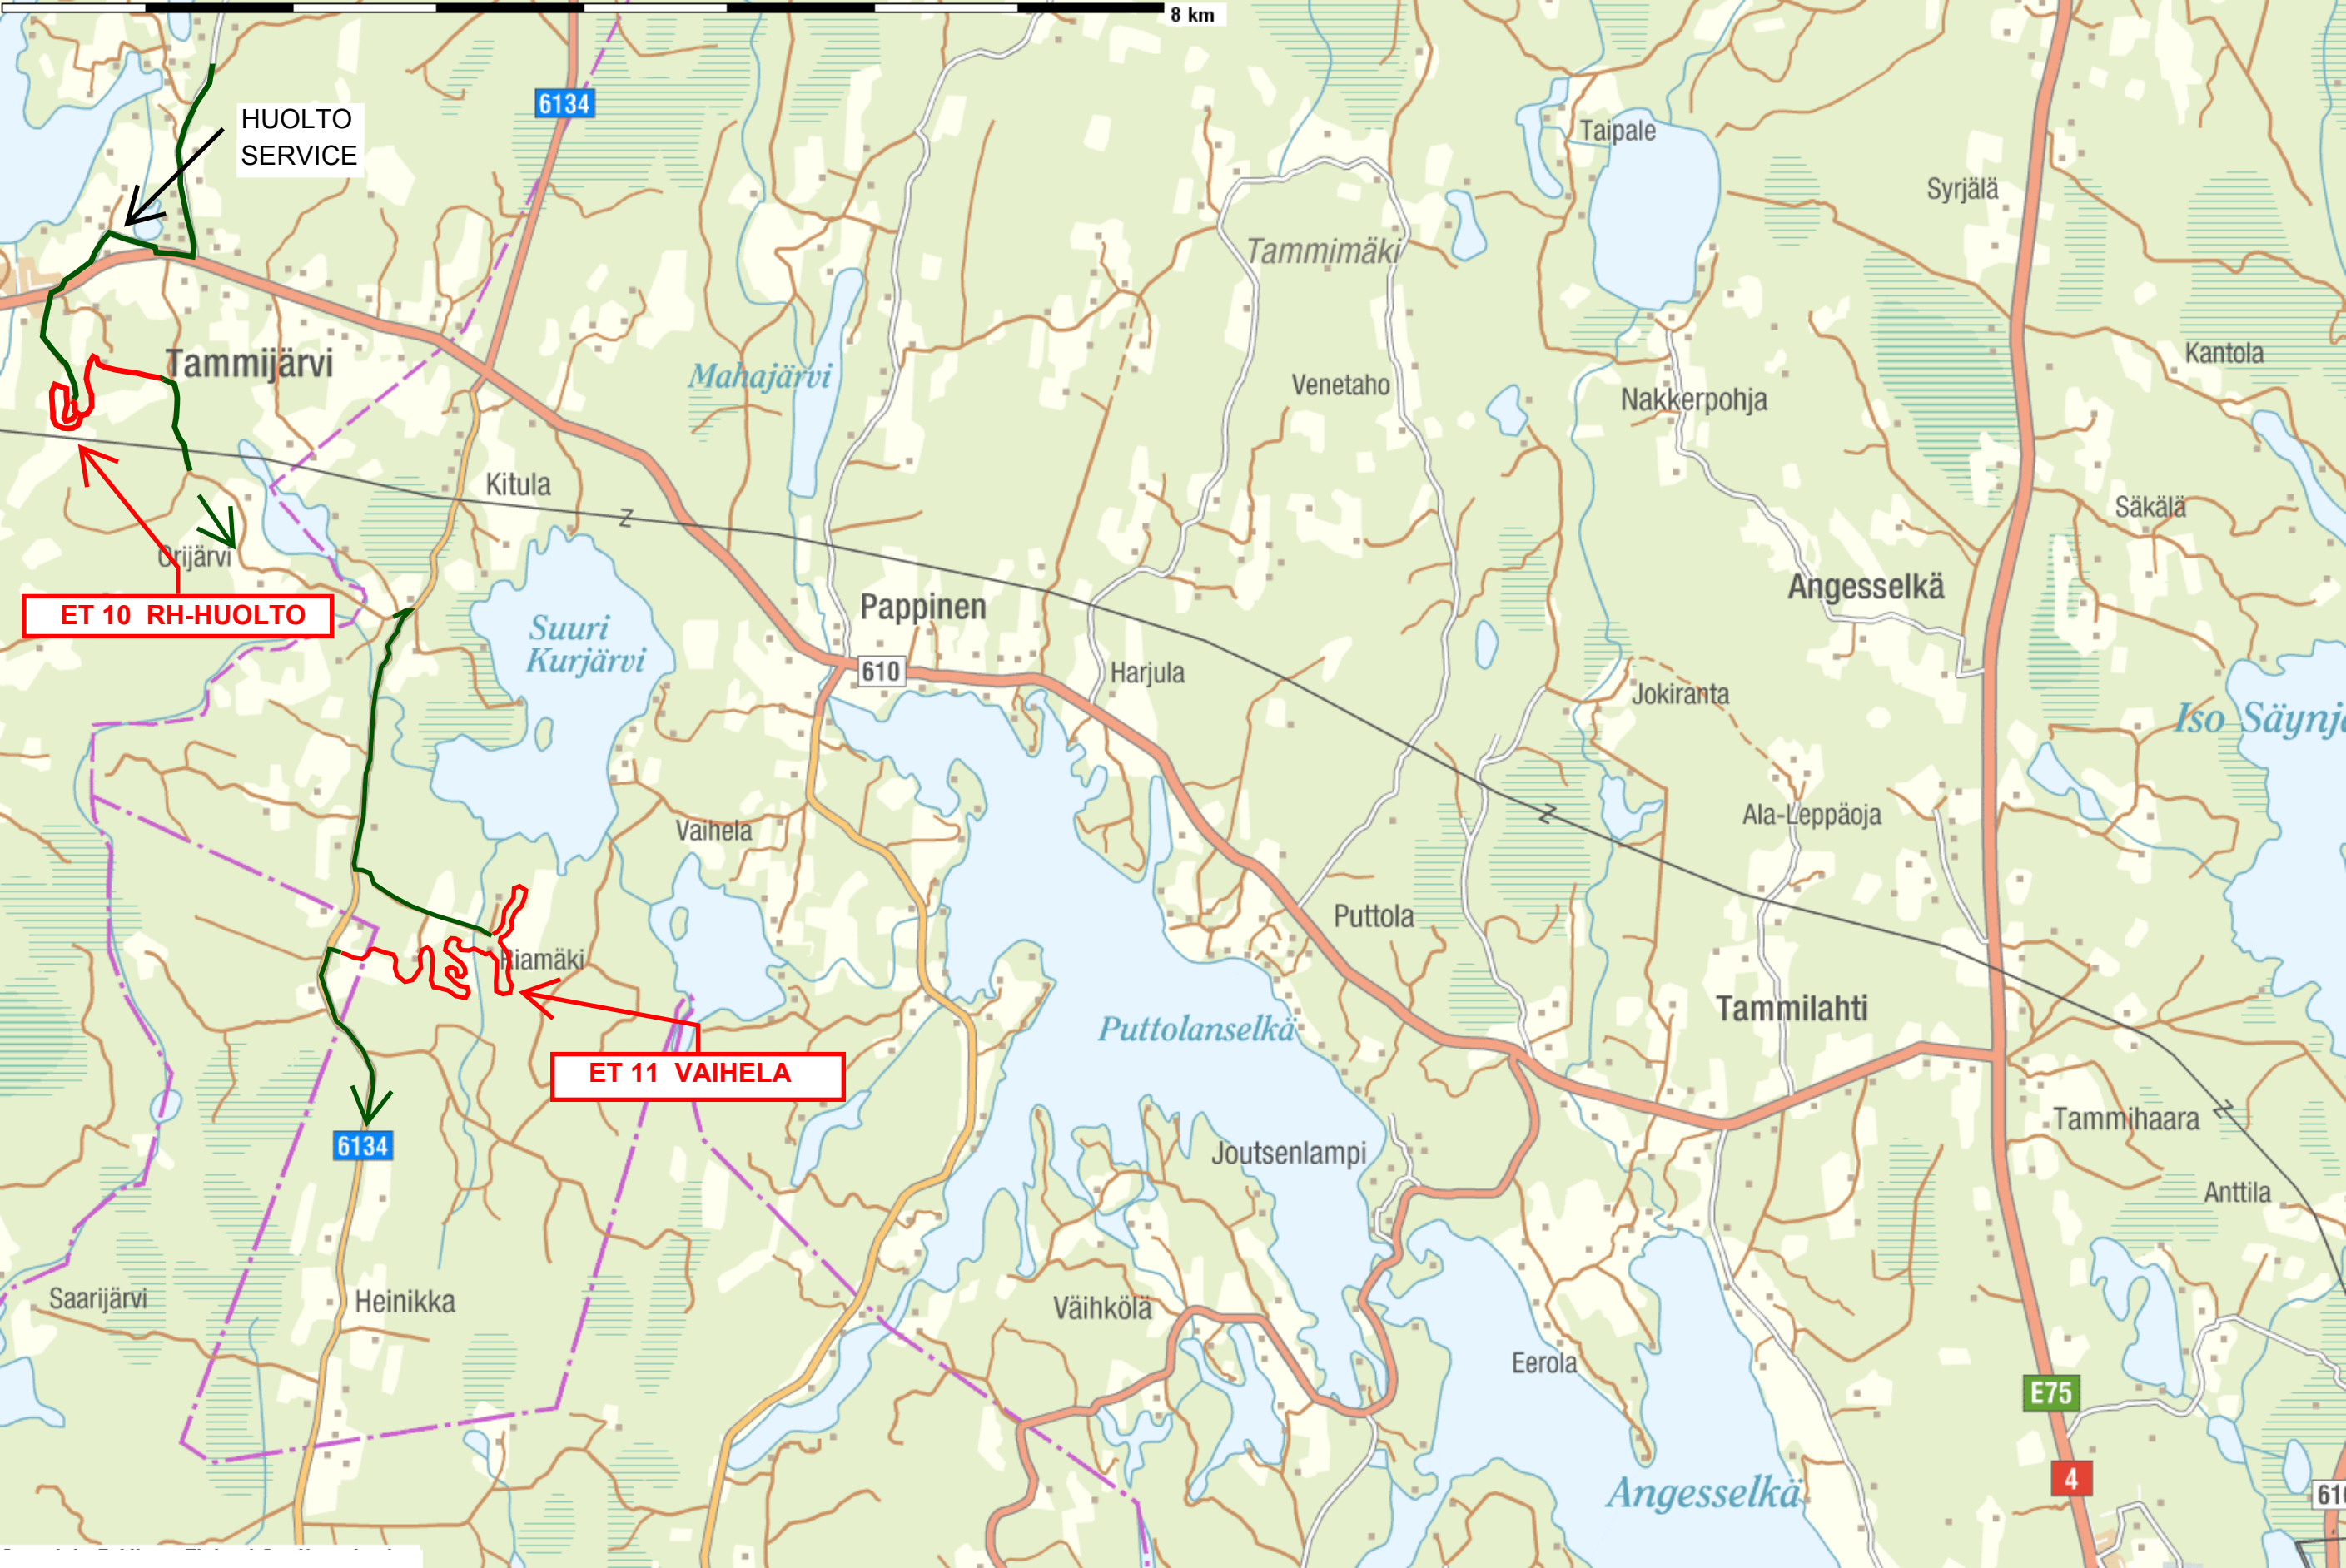 8 km
6134
HUOLTO
SERVICE
Taipale
Syrjälä
Tammimäki
Tammijärvi
Mahajärvi
Venetaho
Nakkerpohja
Kantola
Kitula
Z
Säkälä
Orijärvi
Angesselkä
ET 10 RH-HUOLTO
Pappinen
Suuri
Kurjärvi
610
Harjula
Jokiranta
Iso Säynj
Vaihela
Z
Ala-Leppäoja
Puttola
Riamäki
Tammilahti
Puttolanselkä
ET 11 VAIHELA
Z
Tammihaara
6134
Joutsenlampi
Anttila
Saarijärvi
Heinikka
Väihkölä
Eerola
E75
4
Angesselkä
61